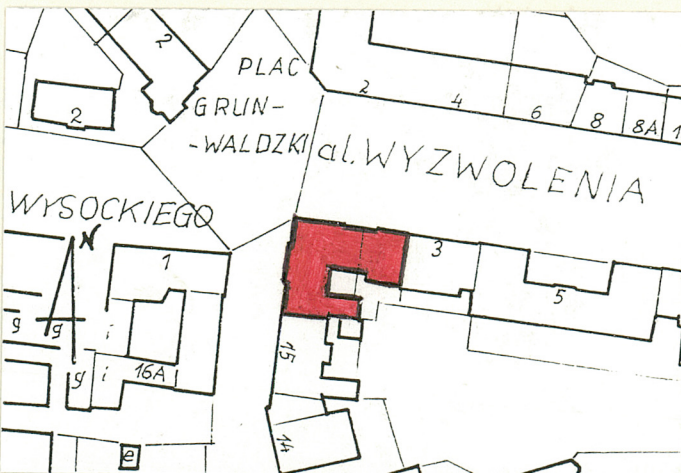 2
PLAC
GRUN-
-WALDZKI
2
2 4 6 8 8A 1
al. WYZWOLENIA
WYSOCKIEGO
N
1
3
5
g g i
15
g i 16A
14
e